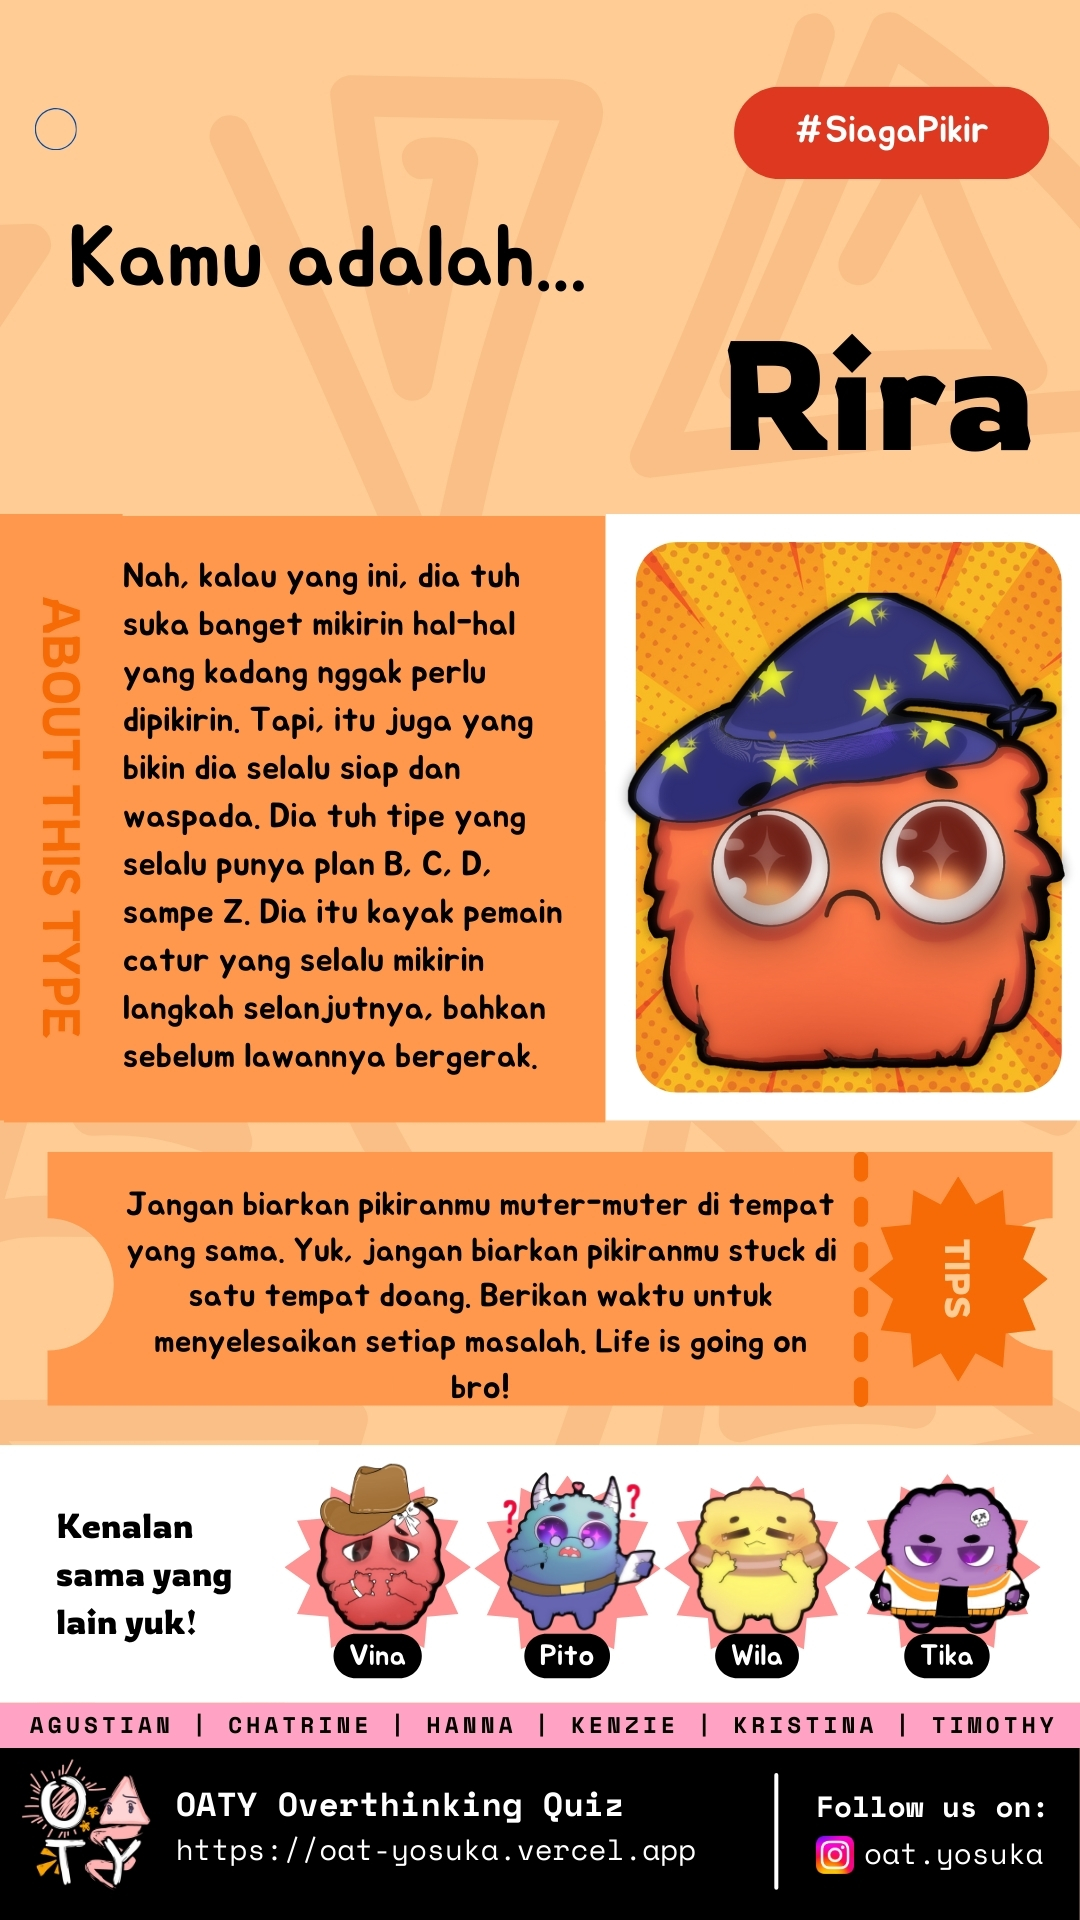 #SiagaPikir
Kamu adalah...
Rira
ABOUT THIS TYPE
Nah, kalau yang ini, dia tuh
suka banget mikirin hal-hal
yang kadang nggak perlu
dipikirin. Tapi, itu juga yang
bikin dia selalu siap dan
waspada. Dia tuh tipe yang
selalu punya plan B, C, D,
sampe Z. Dia itu kayak pemain
catur yang selalu mikirin
langkah selanjutnya, bahkan
sebelum lawannya bergerak.
Jangan biarkan pikiranmu muter-muter di tempat
yang sama. Yuk, jangan biarkan pikiranmu stuck di
satu tempat doang. Berikan waktu untuk
menyelesaikan setiap masalah. Life is going on
bro!
TIPS
Kenalan
sama yang
lain yuk!
? ?
Vina
Pito
Wila
Tika
AGUSTIAN | CHATRINE | HANNA | KENZIE | KRISTINA | TIMOTHY
OATY
OATY Overthinking Quiz
https://oat-yosuka.vercel.app
Follow us on:
oat.yosuka